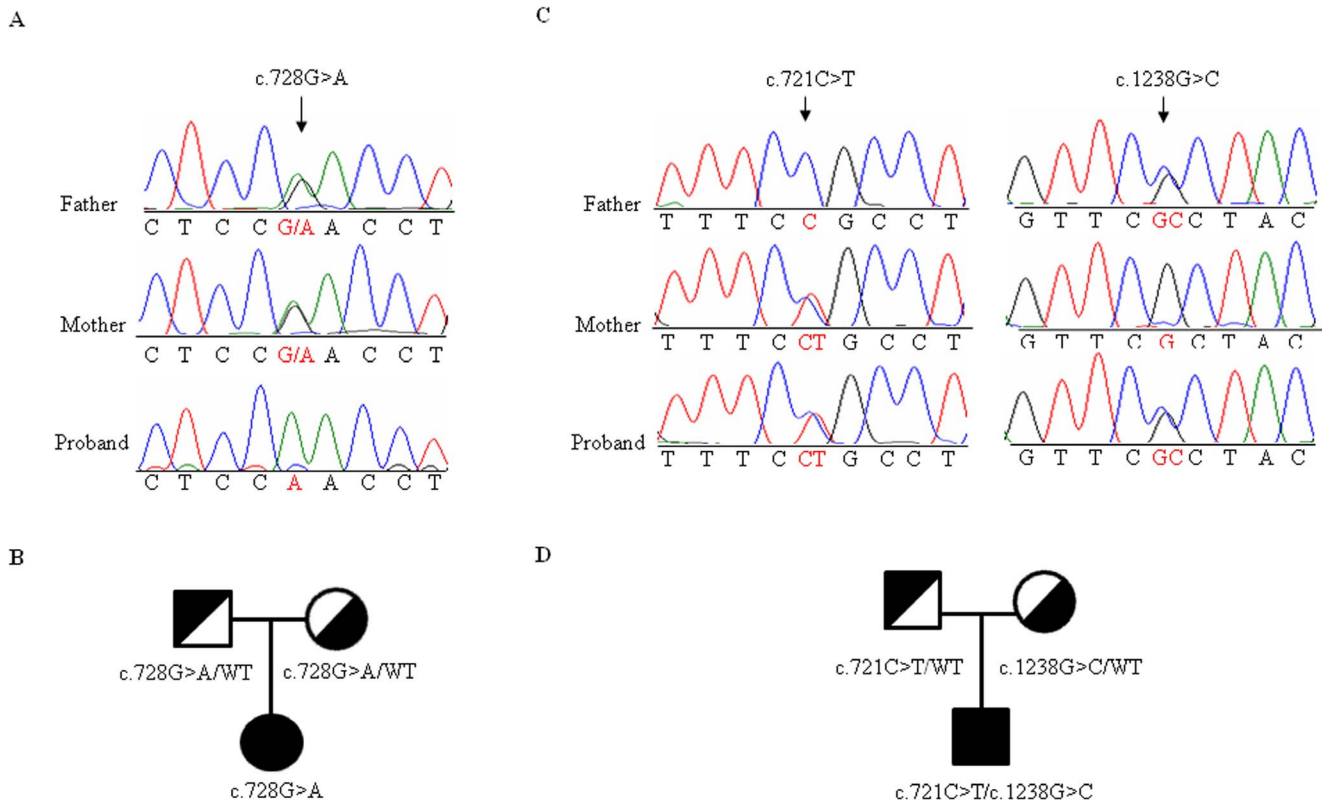 A
c.728G>A
Father
C T C C G/A A C C T
Mother
C T C C G/A A C C T
Proband
C T C C A A C C T
C
c.721C>T
c.1238G>C
Father
T T T C C G C C T
G T T C GC C T A C
Mother
T T T C CT G C C T
G T T C G C T A C
Proband
T T T C CT G C C T
G T T C GC C T A C
B
c.728G>A/WT
c.728G>A/WT
c.728G>A
D
c.721C>T/WT
c.1238G>C/WT
c.721C>T/c.1238G>C